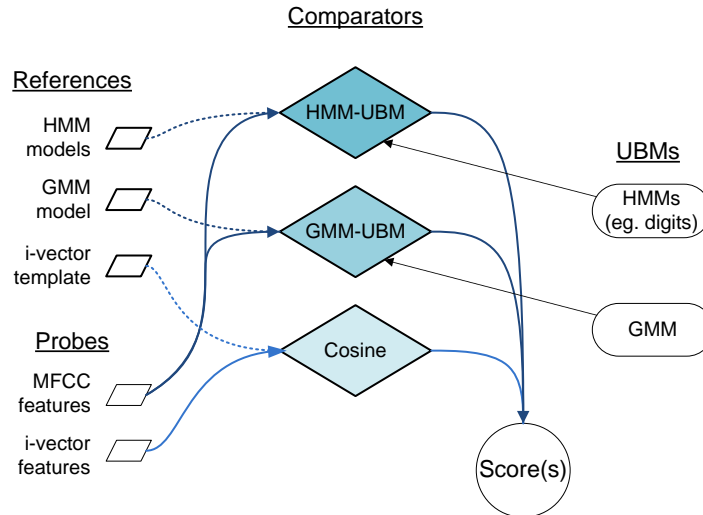 Comparators
References
HMM
models
GMM
model
i-vector
template
Probes
MFCC
features
i-vector
features
HMM-UBM
GMM-UBM
Cosine
UBMs
HMMs
(eg. digits)
GMM
Score(s)